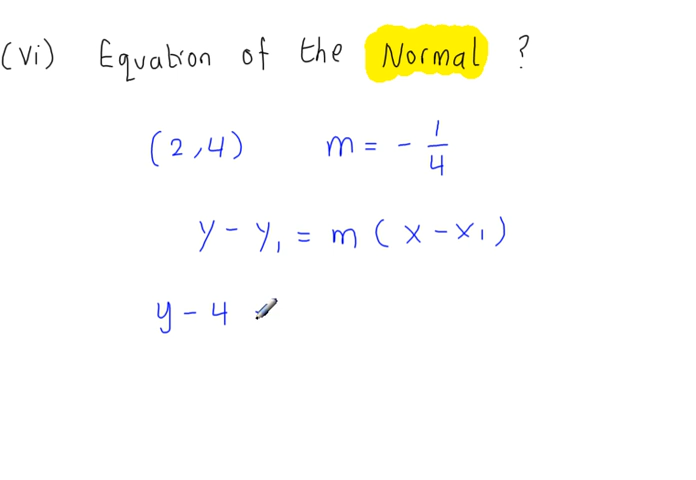 (vi) Equation of the Normal ?
(2,4) m = - 1/4
y - y₁ = m (x - x₁)
y - 4